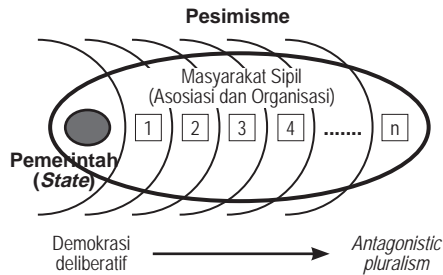 Pesimisme
Masyarakat Sipil
(Asosiasi dan Organisasi)
1 2 3 4 ....... n
Pemerintah
(State)
Demokrasi
deliberatif
Antagonistic
pluralism